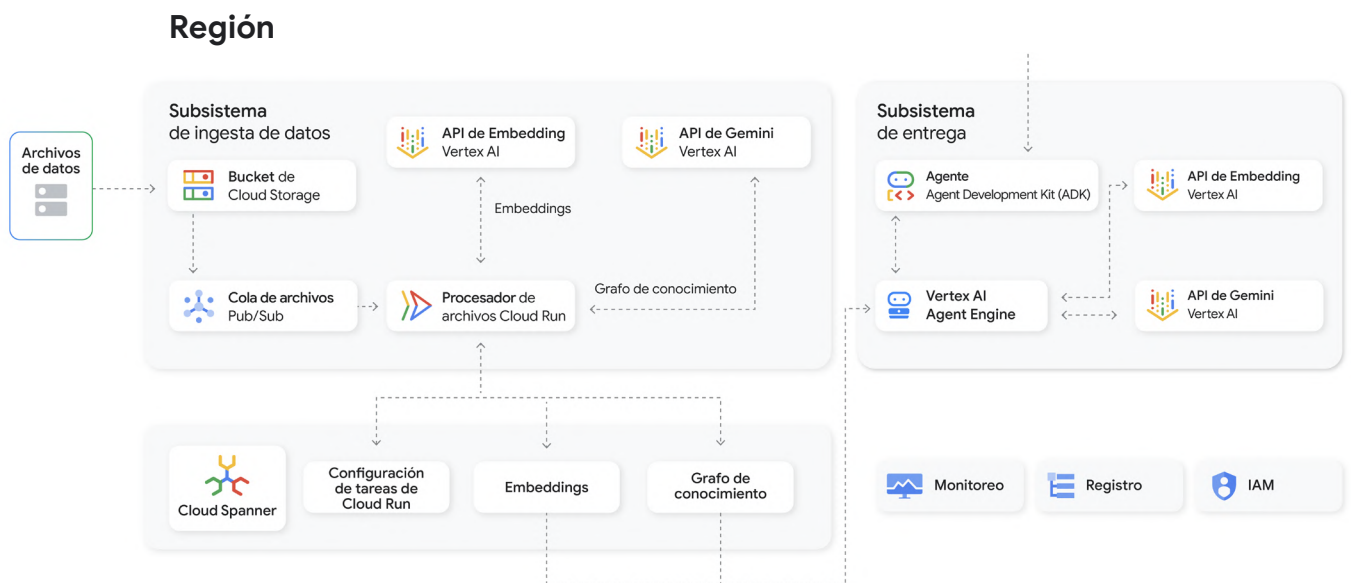 Región
Archivos
de datos
Subsistema
de ingesta de datos
Bucket de
Cloud Storage
API de Embedding
Vertex AI
API de Gemini
Vertex AI
Embeddings
Grafo de conocimiento
Cola de archivos
Pub/Sub
Procesador de
archivos Cloud Run
Subsistema
de entrega
Agente
Agent Development Kit (ADK)
API de Embedding
Vertex AI
Vertex AI
Agent Engine
API de Gemini
Vertex AI
Cloud Spanner
Configuración
de tareas de
Cloud Run
Embeddings
Grafo de
conocimiento
Monitoreo
Registro
IAM